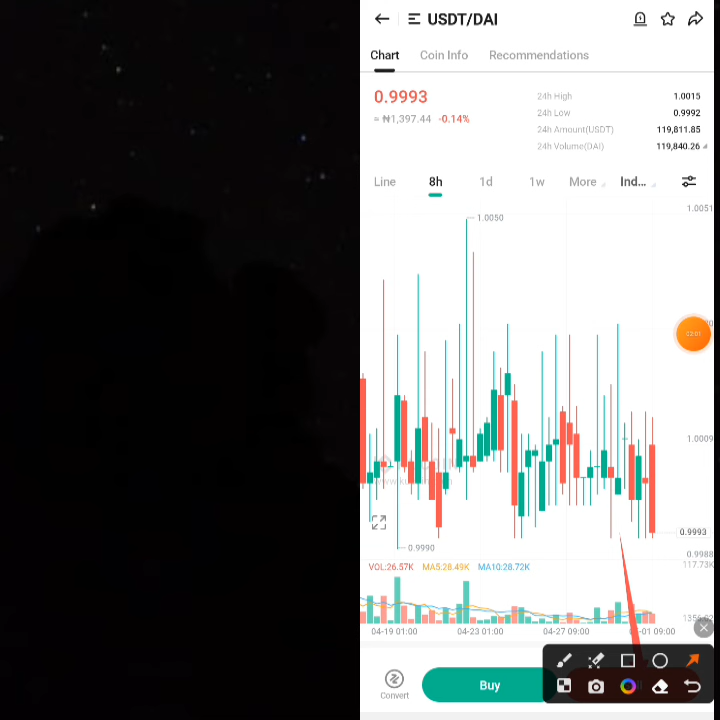 USDT/DAI
Chart
Coin Info
Recommendations
0.9993
≈ ₦1,397.44 -0.14%
24h High 1.0015
24h Low 0.9992
24h Amount(USDT) 119,811.85
24h Volume(DAI) 119,840.26
Line
8h
1d
1w
More
Ind...
1.0051
1.0050
1.0009
0.9993
0.9990
0.9988
VOL:26.57K MA5:28.49K MA10:28.72K
117.73K
04-19 01:00
04-23 01:00
04-27 09:00
-01 09:00
Convert
Buy